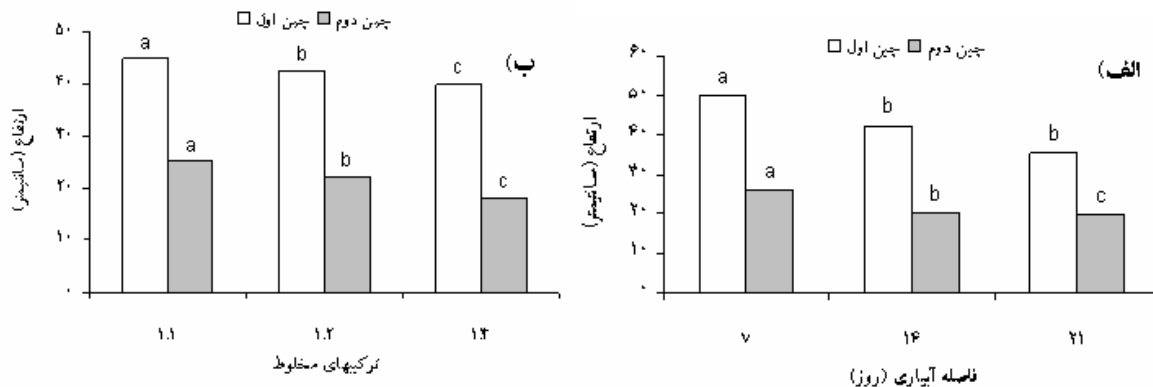 چین اول چین دوم
الف)
ارتفاع (سانتیمتر)
۶۰
۵۰
۴۰
۳۰
۲۰
۱۰
۰
a
a
b
b
b
c
۷ ۱۴ ۲۱
فاصله آبیاری (روز)
چین اول چین دوم
ب)
ارتفاع (سانتیمتر)
۵۰
۴۰
۳۰
۲۰
۱۰
۰
a
a
b
b
c
c
۱.۱ ۱.۲ ۱.۳
ترکیبهای مخلوط